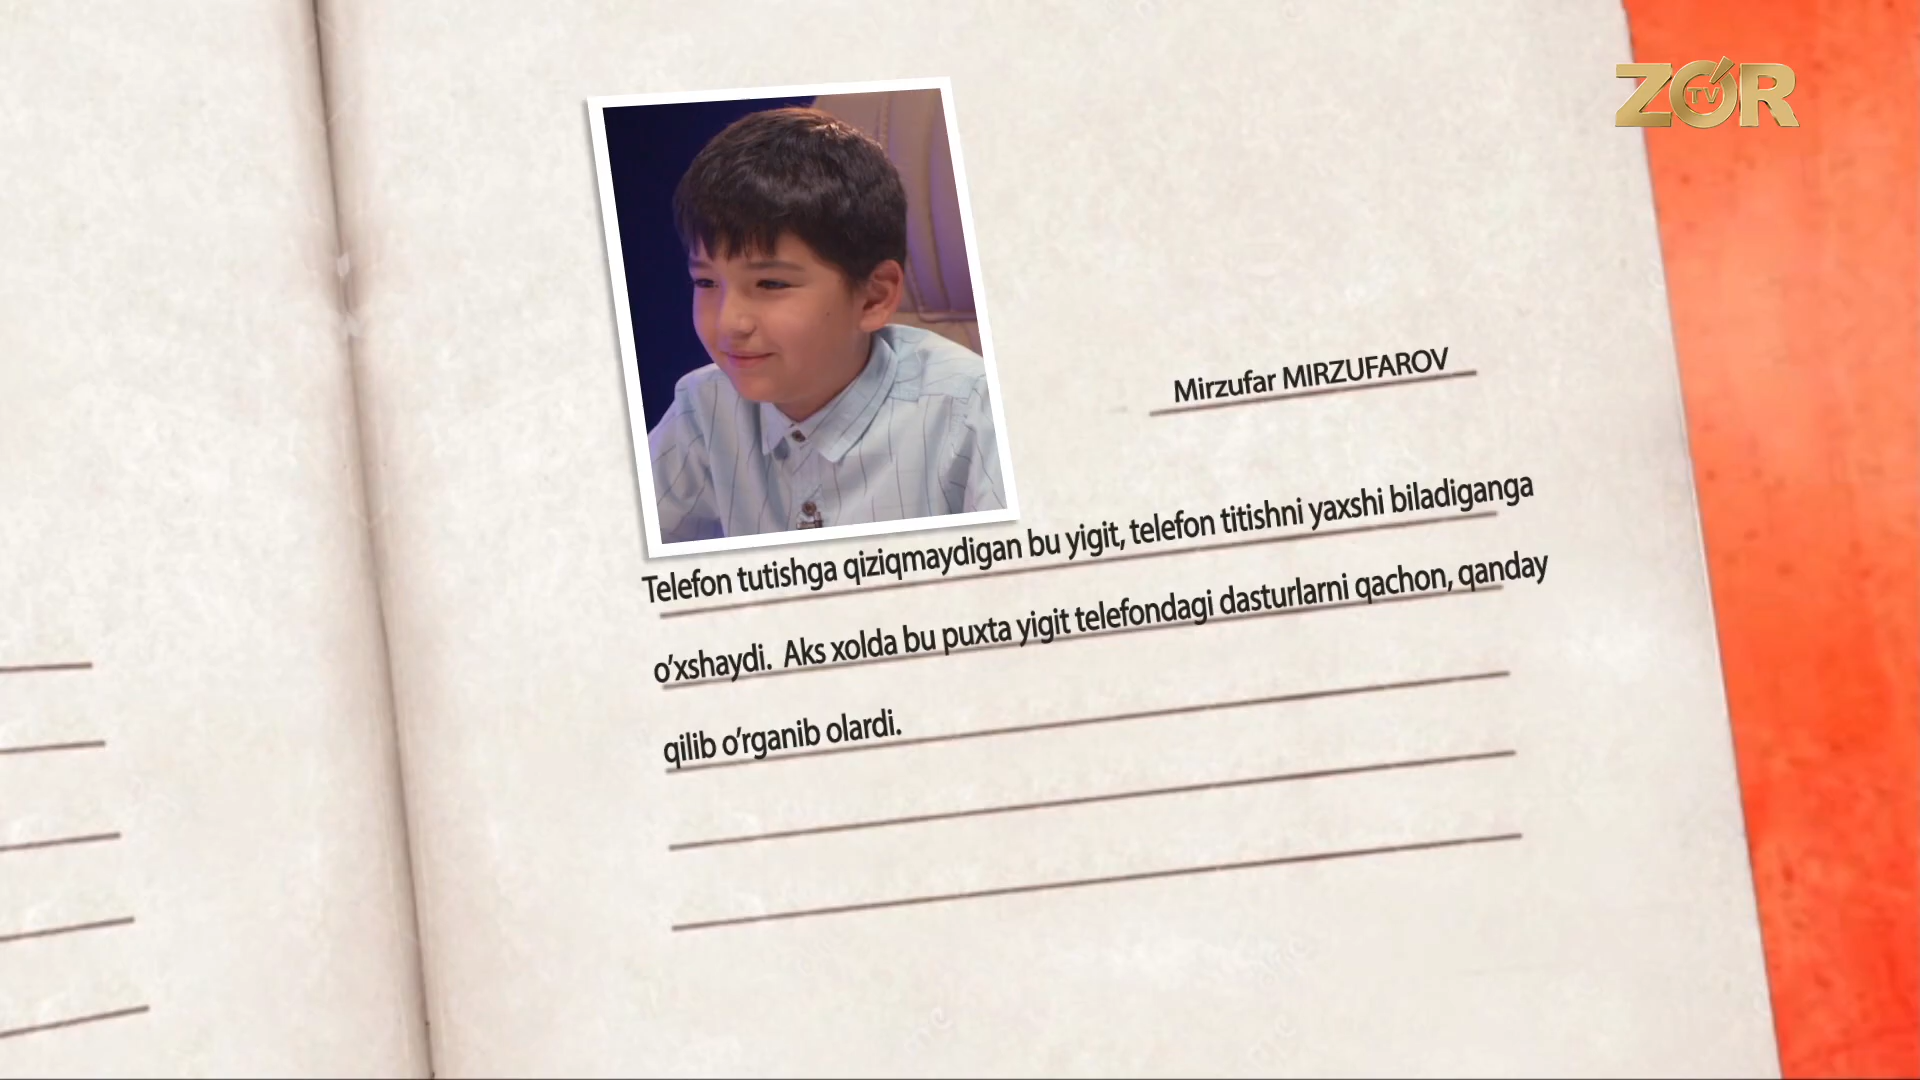 ZO'R TV
Mirzufar MIRZUFAROV
Telefon tutishga qiziqmaydigan bu yigit, telefon titishni yaxshi biladiganga
o'xshaydi. Aks xolda bu puxta yigit telefondagi dasturlarni qachon, qanday
qilib o'rganib olardi.